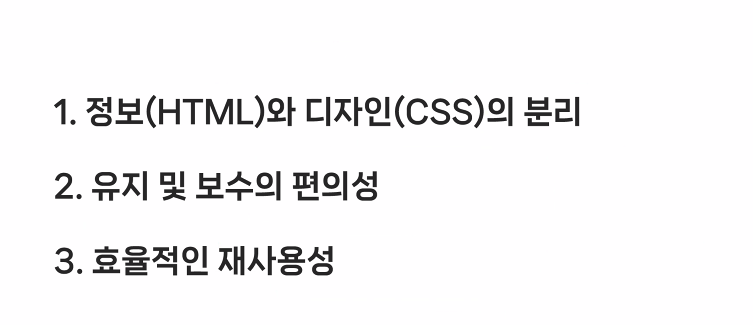 1. 정보(HTML)와 디자인(CSS)의 분리
2. 유지 및 보수의 편의성
3. 효율적인 재사용성